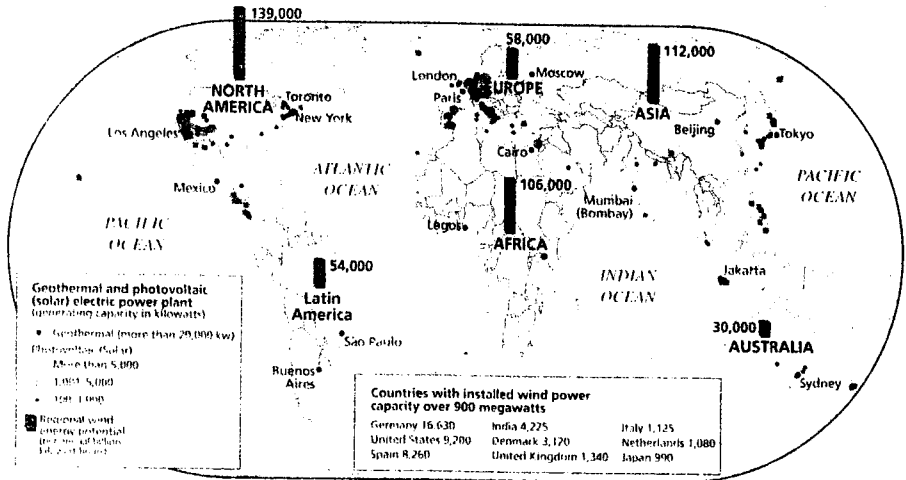 139,000
58,000
112,000
London
Moscow
EUROPE
Paris
NORTH
AMERICA
Toronto
New York
Los Angeles
ASIA
Beijing
Tokyo
Cairo
ATLANTIC
OCEAN
Mexico
106,000
Mumbai
(Bombay)
PACIFIC
OCEAN
PACIFIC
OCEAN
Lagos
AFRICA
INDIAN
OCEAN
Jakarta
54,000
Latin
America
30,000
AUSTRALIA
São Paulo
Buenos
Aires
Sydney
Geothermal and photovoltaic
(solar) electric power plant
(generating capacity in kilowatts)
Geothermal (more than 20,000 kw)
Photovoltaic (Solar)
More than 5,000
1,001-5,000
100-1,000
Regional wind
energy potential
Countries with installed wind power
capacity over 900 megawatts
Germany 16,630
United States 9,200
Spain 8,260
India 4,225
Denmark 3,120
United Kingdom 1,340
Italy 1,125
Netherlands 1,080
Japan 990